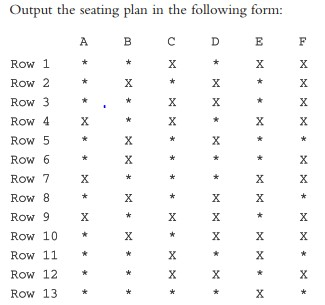 Output the seating plan in the following form:
A B C D E F
Row 1 * * X * X X
Row 2 * X * X * X
Row 3 * * X X * X
Row 4 X * X * X X
Row 5 * X * X * *
Row 6 * X * * * X
Row 7 X * * * X X
Row 8 * X * X X *
Row 9 X * X X * X
Row 10 * X * X X X
Row 11 * * X * X *
Row 12 * * X X * X
Row 13 * * * * X *